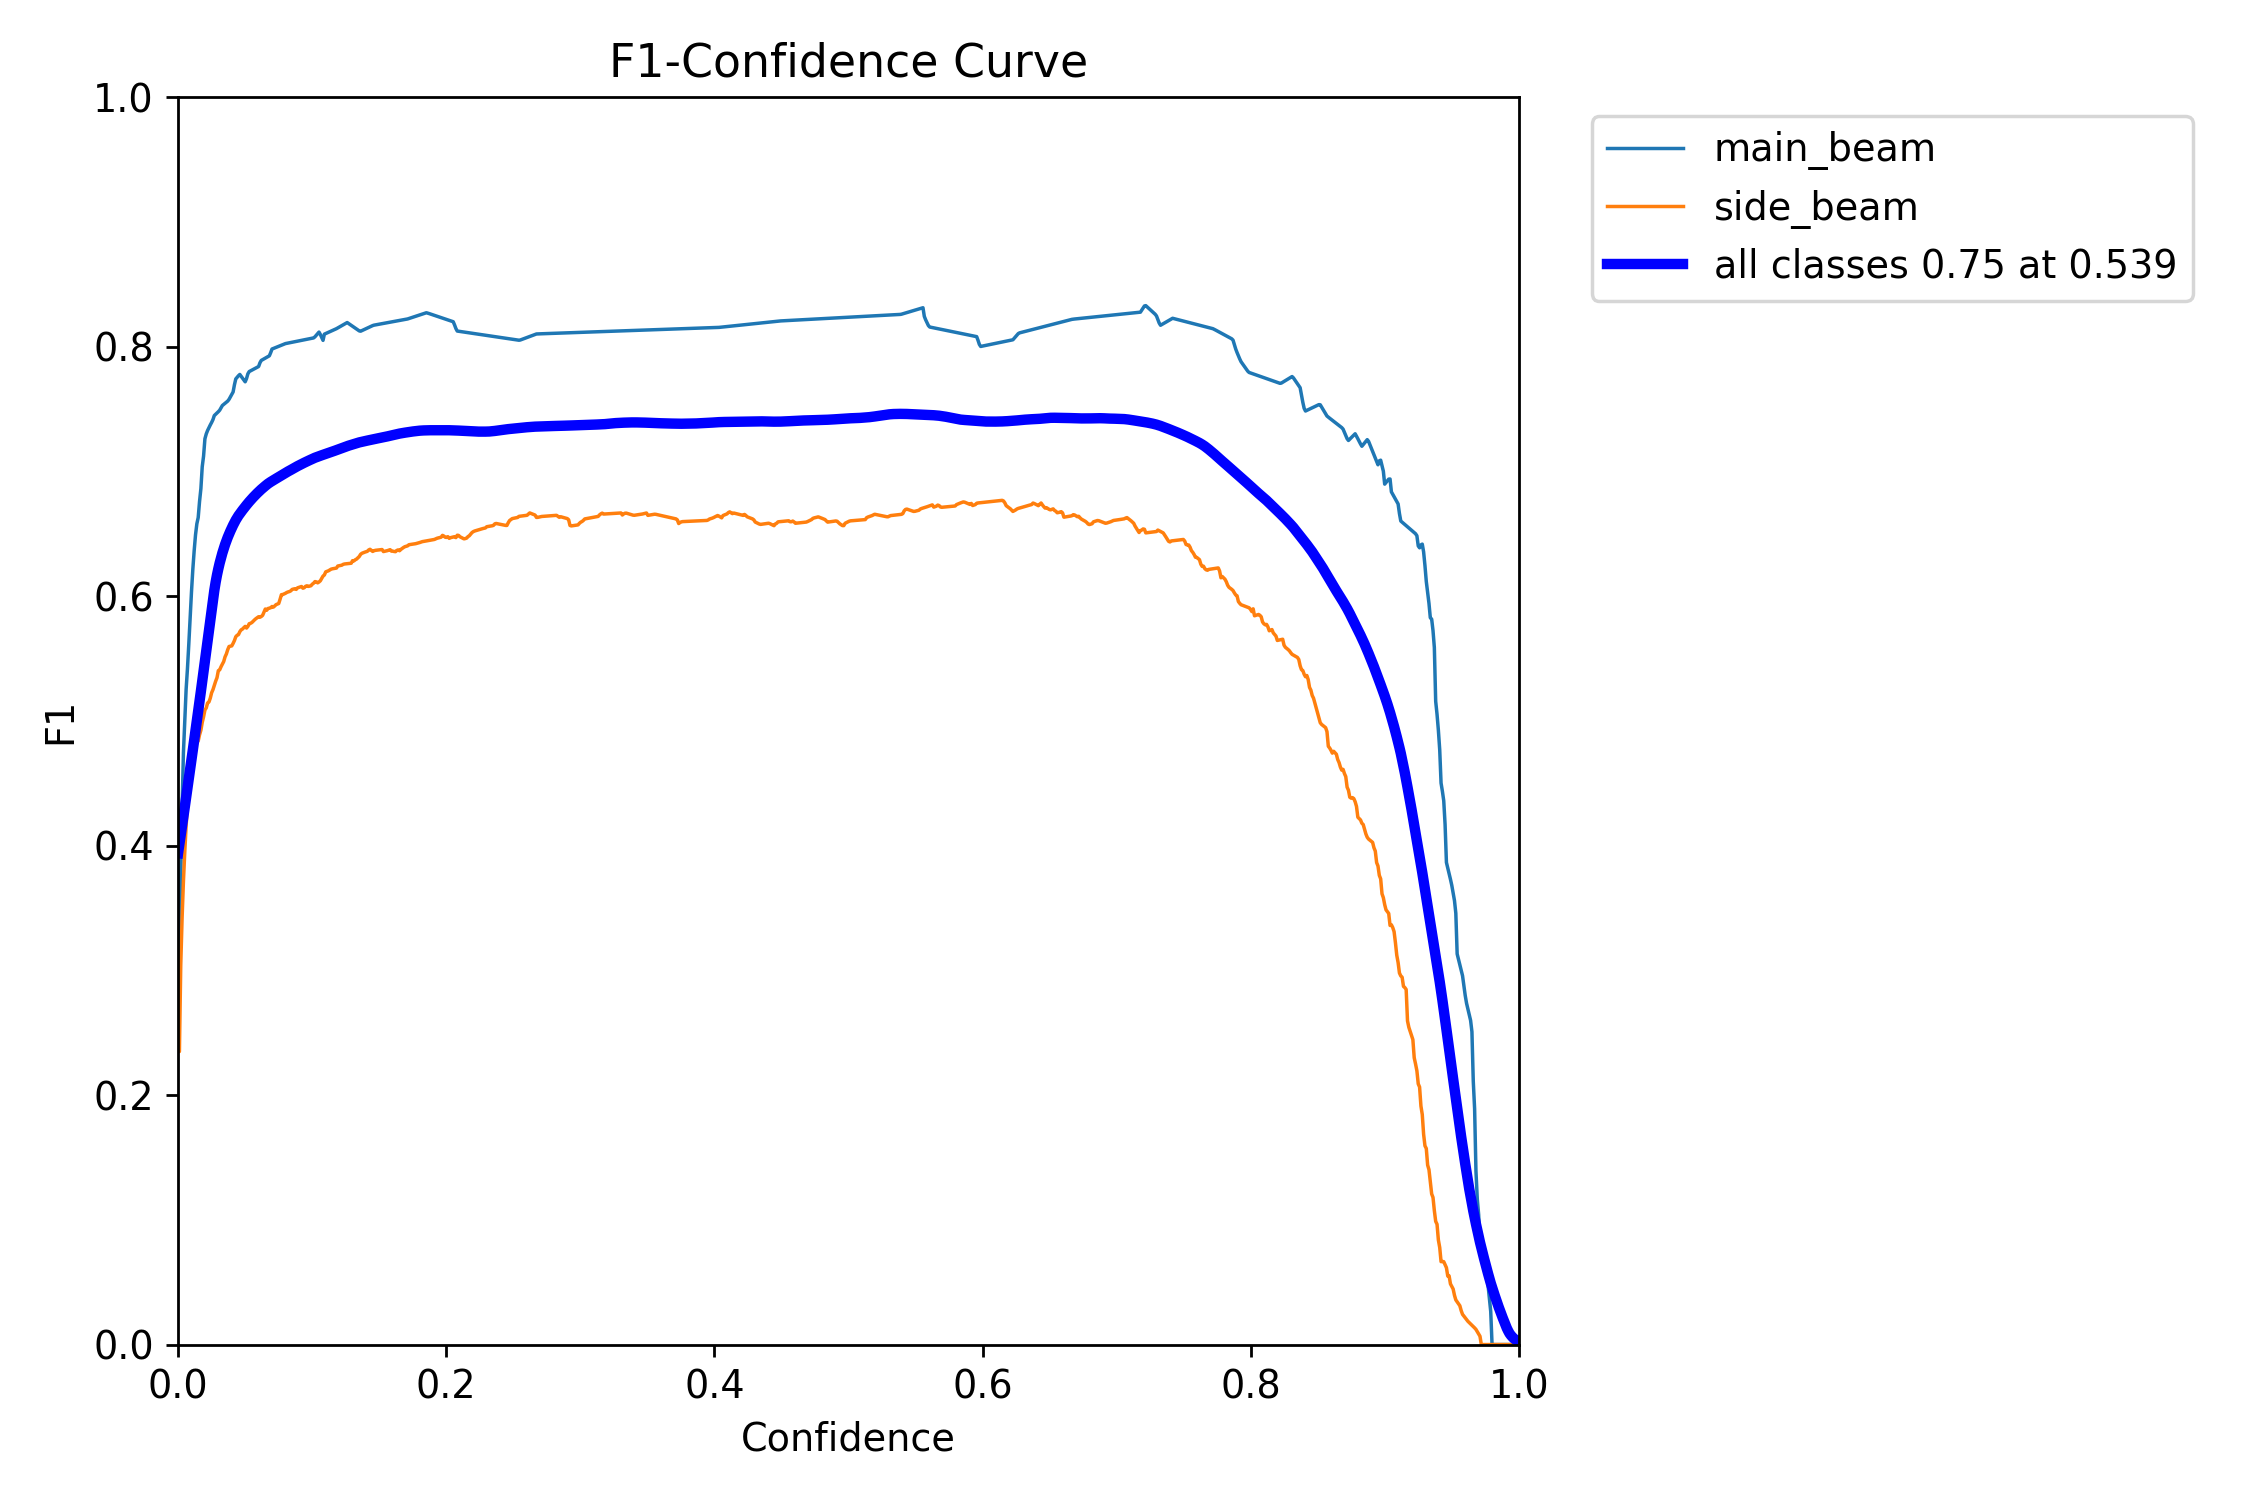 F1-Confidence Curve
main_beam
side_beam
all classes 0.75 at 0.539
F1
1.0
0.8
0.6
0.4
0.2
0.0
0.0 0.2 0.4 0.6 0.8 1.0
Confidence